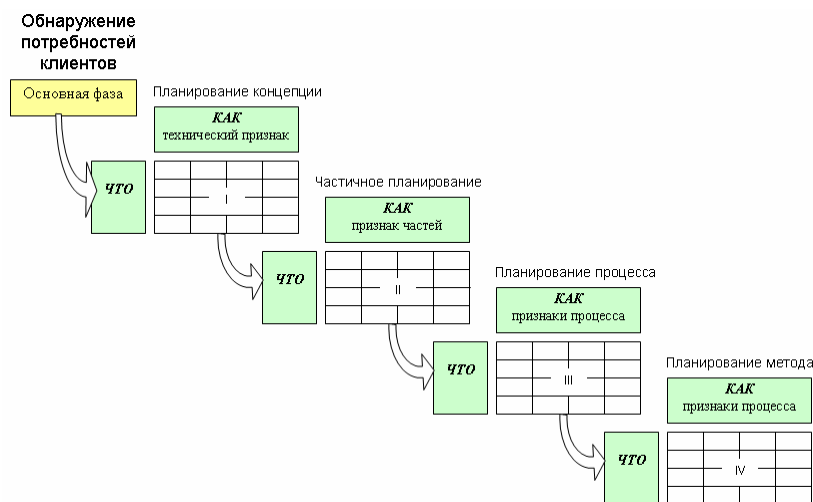 Обнаружение
потребностей
клиентов
Основная фаза
Планирование концепции
КАК
технический признак
ЧТО
I
Частичное планирование
КАК
признак частей
ЧТО
II
Планирование процесса
КАК
признаки процесса
ЧТО
III
Планирование метода
КАК
признаки процесса
ЧТО
IV